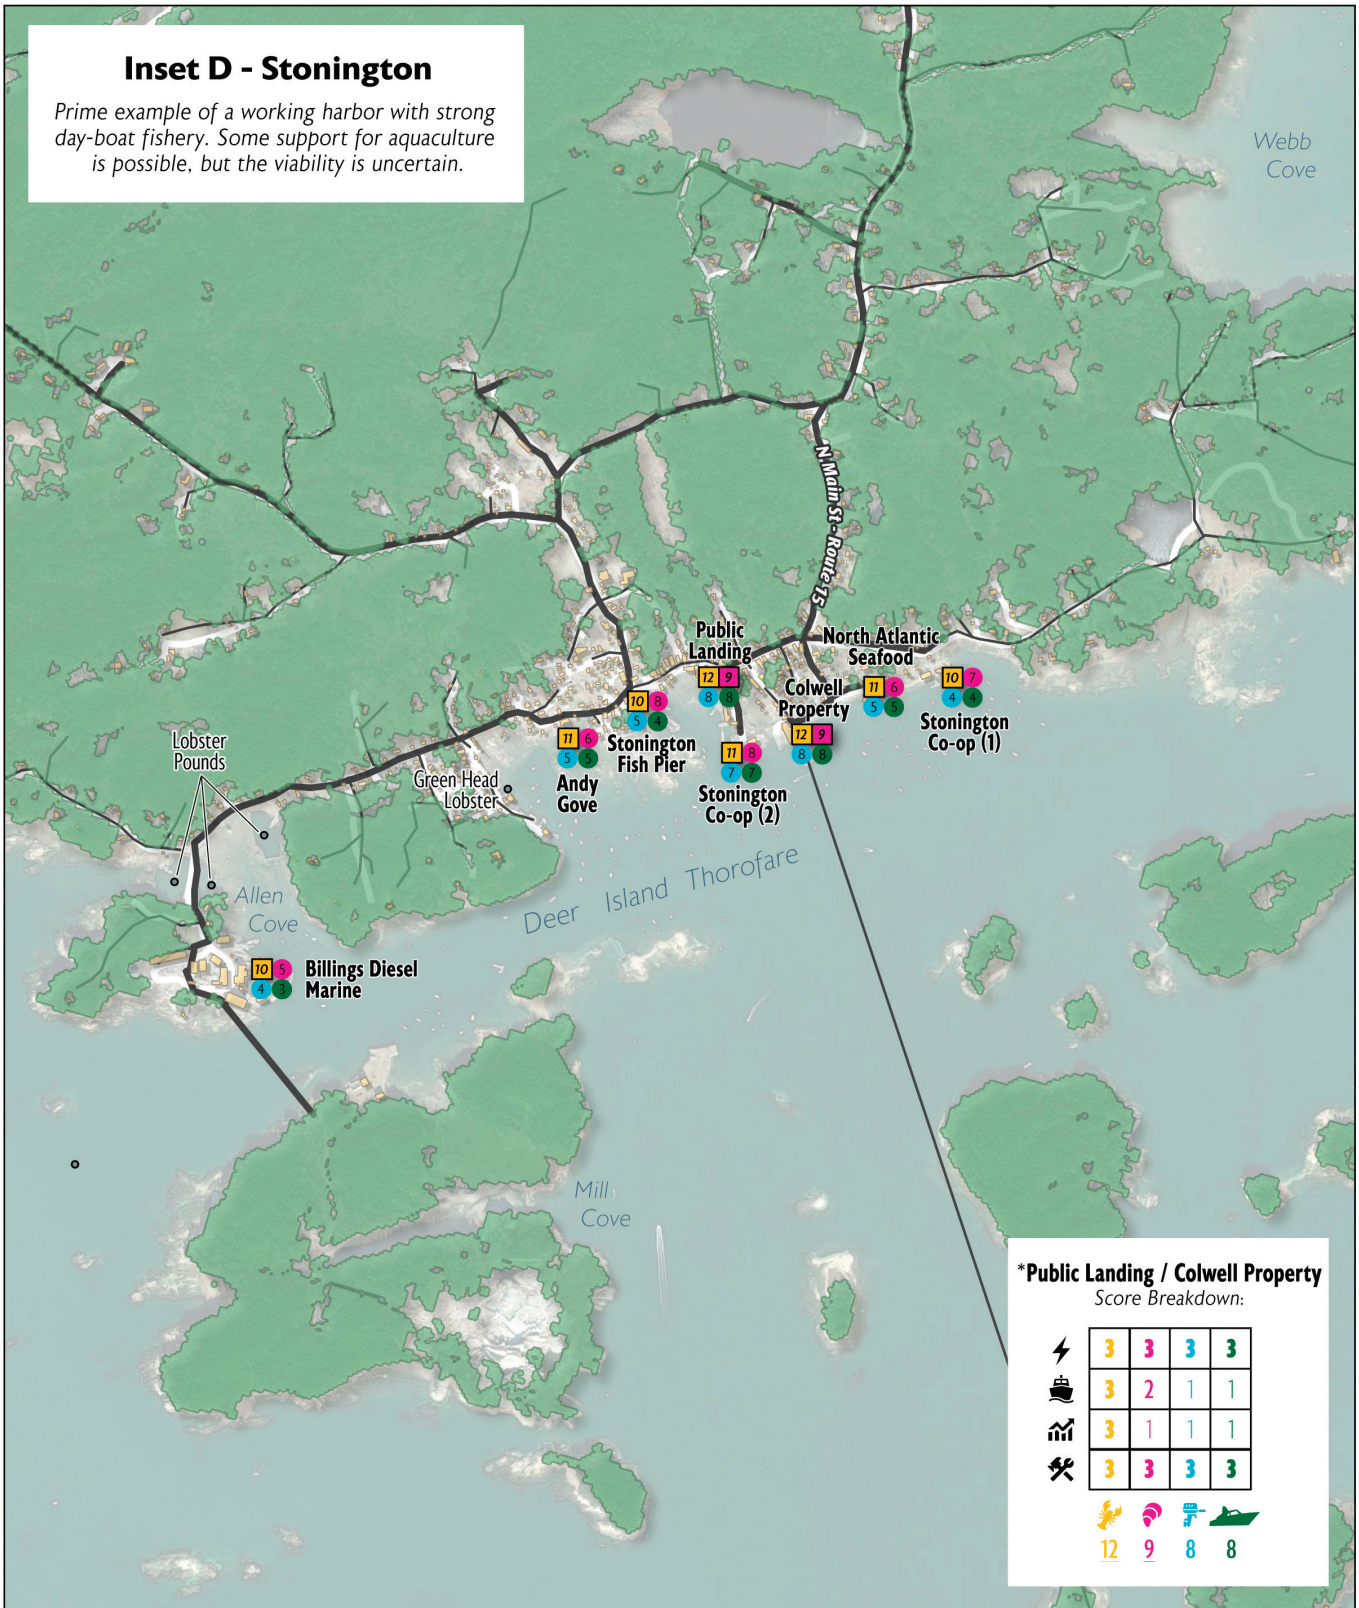 Inset D - Stonington
Prime example of a working harbor with strong
day-boat fishery. Some support for aquaculture
is possible, but the viability is uncertain.
Webb
Cove
N Main St - Route 15
Public
Landing
12 9
8 8
North Atlantic
Seafood
11 6
5 5
10 7
4 4
Stonington
Co-op (1)
Colwell
Property
12 9
8 8
10 8
5 4
Stonington
Fish Pier
11 6
5 5
Andy
Gove
11 8
7 7
Stonington
Co-op (2)
Lobster
Pounds
Green Head
Lobster
Deer Island Thorofare
Allen
Cove
10 5
4 3
Billings Diesel
Marine
Mill
Cove
*Public Landing / Colwell Property
Score Breakdown:
3 3 3 3
3 2 1 1
3 1 1 1
3 3 3 3
12 9 8 8